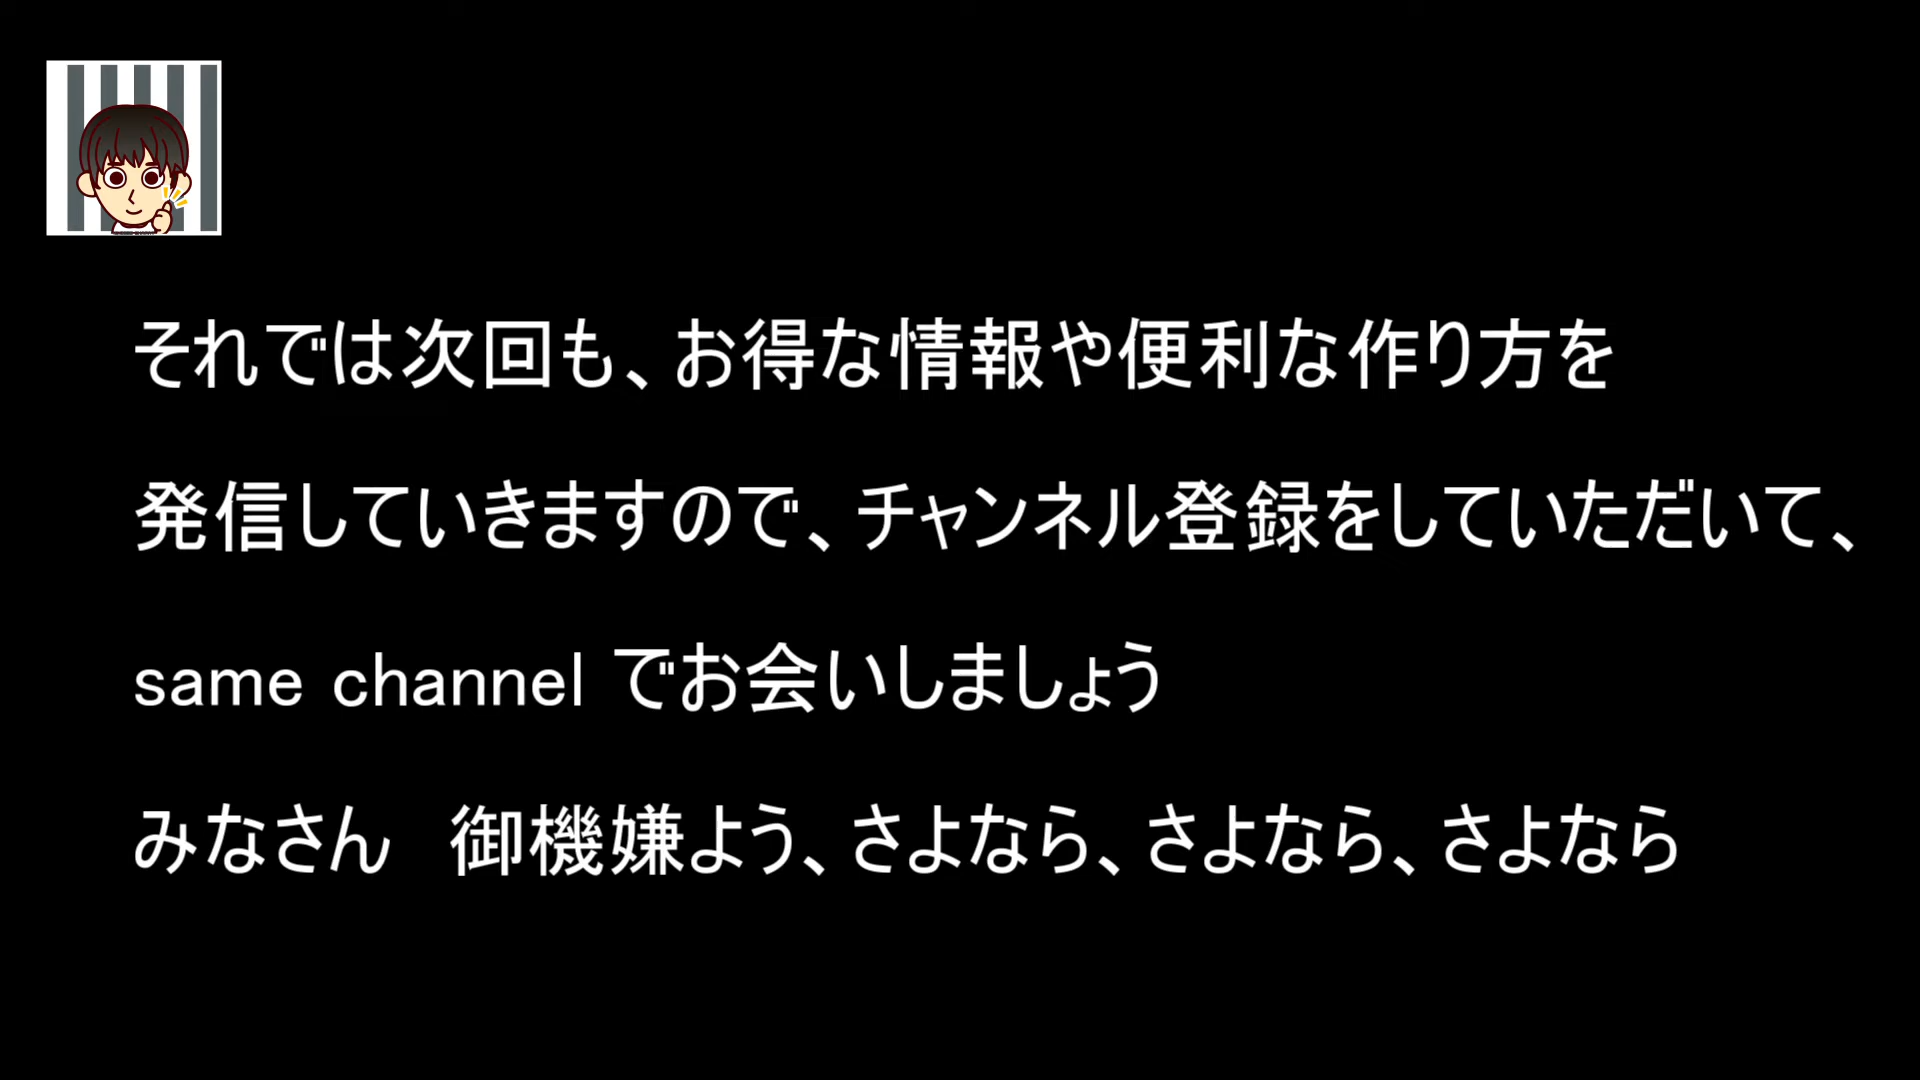 それでは次回も、お得な情報や便利な作り方を
発信していきますので、チャンネル登録をしていただいて、
same channel でお会いしましょう
みなさん　御機嫌よう、さよなら、さよなら、さよなら